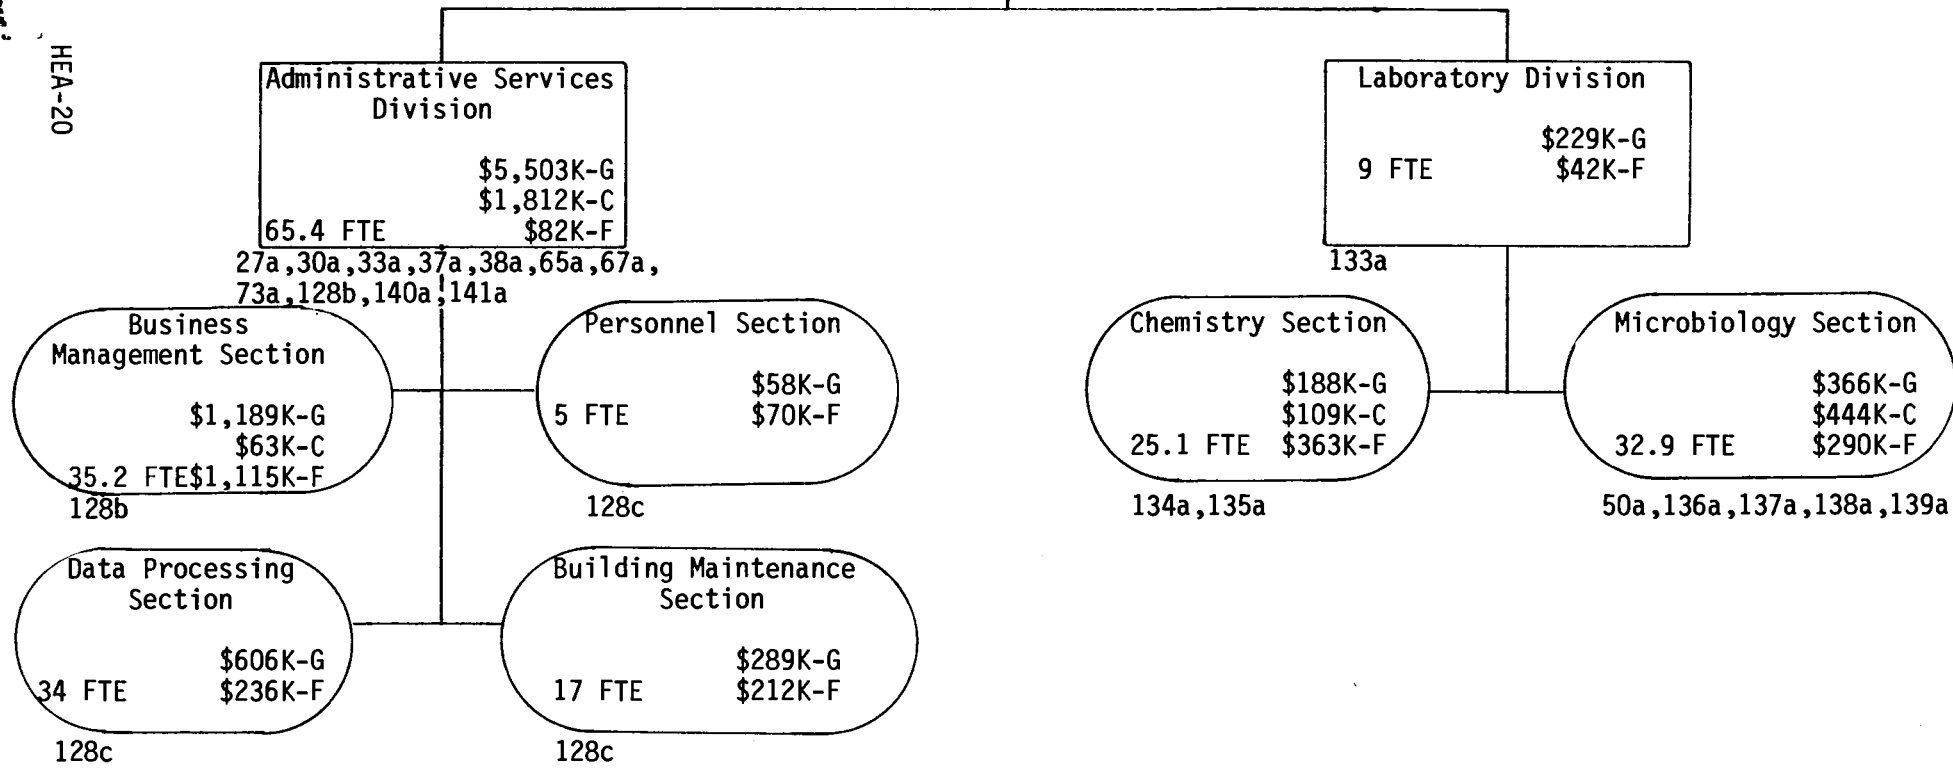 HEA-20
Administrative Services
Division
$5,503K-G
$1,812K-C
65.4 FTE $82K-F
27a,30a,33a,37a,38a,65a,67a,
73a,128b,140a,141a
Business
Management Section
$1,189K-G
$63K-C
35.2 FTE$1,115K-F
128b
Personnel Section
$58K-G
5 FTE $70K-F
128c
Data Processing
Section
$606K-G
34 FTE $236K-F
128c
Building Maintenance
Section
$289K-G
17 FTE $212K-F
128c
Laboratory Division
$229K-G
9 FTE $42K-F
133a
Chemistry Section
$188K-G
$109K-C
25.1 FTE $363K-F
134a,135a
Microbiology Section
$366K-G
$444K-C
32.9 FTE $290K-F
50a,136a,137a,138a,139a